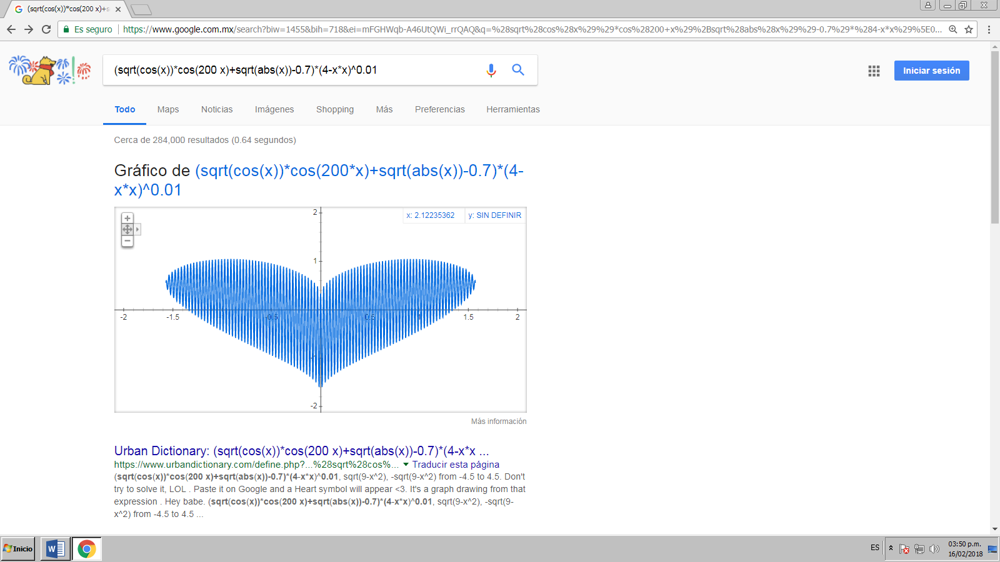 (sqrt(cos(x))*cos(200 x)+s
Es seguro https://www.google.com.mx/search?biw=1455&bih=718&ei=mFGHWqb-A46UtQWi_rrQAQ&q=%28sqrt%28cos%28x%29%29*cos%28200+x%29%2Bsqrt%28abs%28x%29%29-0.7%29*%284-x*x%29%5E0...
(sqrt(cos(x))*cos(200 x)+sqrt(abs(x))-0.7)*(4-x*x)^0.01
Iniciar sesión
Todo Maps Noticias Imágenes Shopping Más Preferencias Herramientas
Cerca de 284,000 resultados (0.64 segundos)
Gráfico de (sqrt(cos(x))*cos(200*x)+sqrt(abs(x))-0.7)*(4-
x*x)^0.01
x: 2.12235362 y: SIN DEFINIR
2
1
-2 -1.5 -0.5 0.5 1 1.5 2
-1
-2
Más información
Urban Dictionary: (sqrt(cos(x))*cos(200 x)+sqrt(abs(x))-0.7)*(4-x*x ...
https://www.urbandictionary.com/define.php?...%28sqrt%28cos%... Traducir esta página
(sqrt(cos(x))*cos(200 x)+sqrt(abs(x))-0.7)*(4-x*x)^0.01, sqrt(9-x^2), -sqrt(9-x^2) from -4.5 to 4.5. Don't
try to solve it, LOL . Paste it on Google and a Heart symbol will appear <3. It's a graph drawing from that
expression . Hey babe. (sqrt(cos(x))*cos(200 x)+sqrt(abs(x))-0.7)*(4-x*x)^0.01, sqrt(9-x^2), -sqrt(9-
x^2) from -4.5 to 4.5 ...
Inicio
ES
03:50 p.m.
16/02/2018